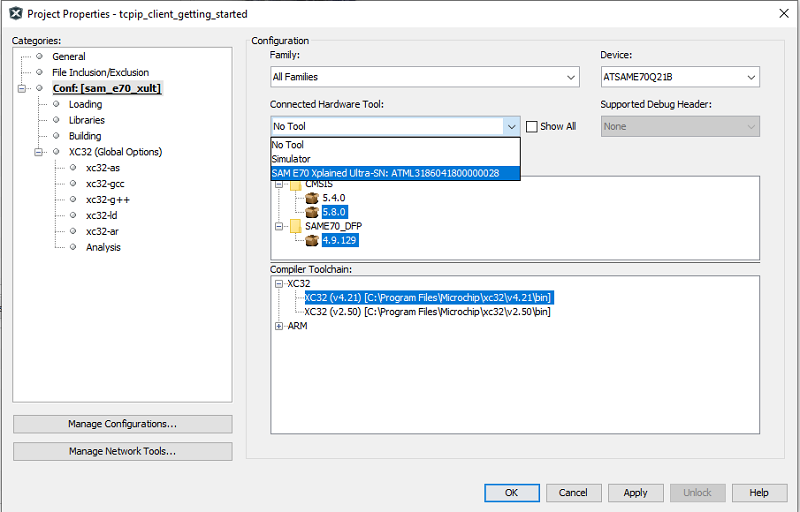 Project Properties - tcpip_client_getting_started
Categories:
General
File Inclusion/Exclusion
Conf: [sam_e70_xult]
Loading
Libraries
Building
XC32 (Global Options)
xc32-as
xc32-gcc
xc32-g++
xc32-ld
xc32-ar
Analysis
Manage Configurations...
Manage Network Tools...
Configuration
Family:
Device:
All Families
ATSAME70Q21B
Connected Hardware Tool:
Supported Debug Header:
No Tool
Show All
None
No Tool
Simulator
SAM E70 Xplained Ultra-SN: ATML3186041800000028
CMSIS
5.4.0
5.8.0
SAME70_DFP
4.9.129
Compiler Toolchain:
XC32
XC32 (v4.21) [C:\Program Files\Microchip\xc32\v4.21\bin]
XC32 (v2.50) [C:\Program Files\Microchip\xc32\v2.50\bin]
ARM
OK
Cancel
Apply
Unlock
Help